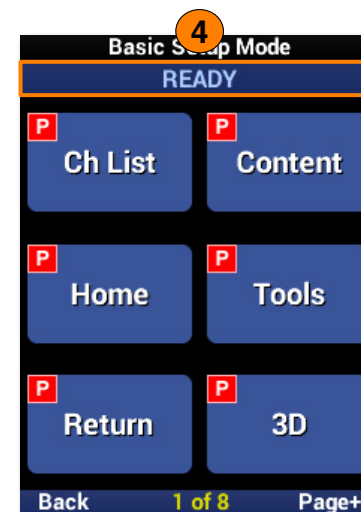 4
Basic Setup Mode
READY
P P
Ch List Content
P P
Home Tools
P P
Return 3D
Back 1 of 8 Page+